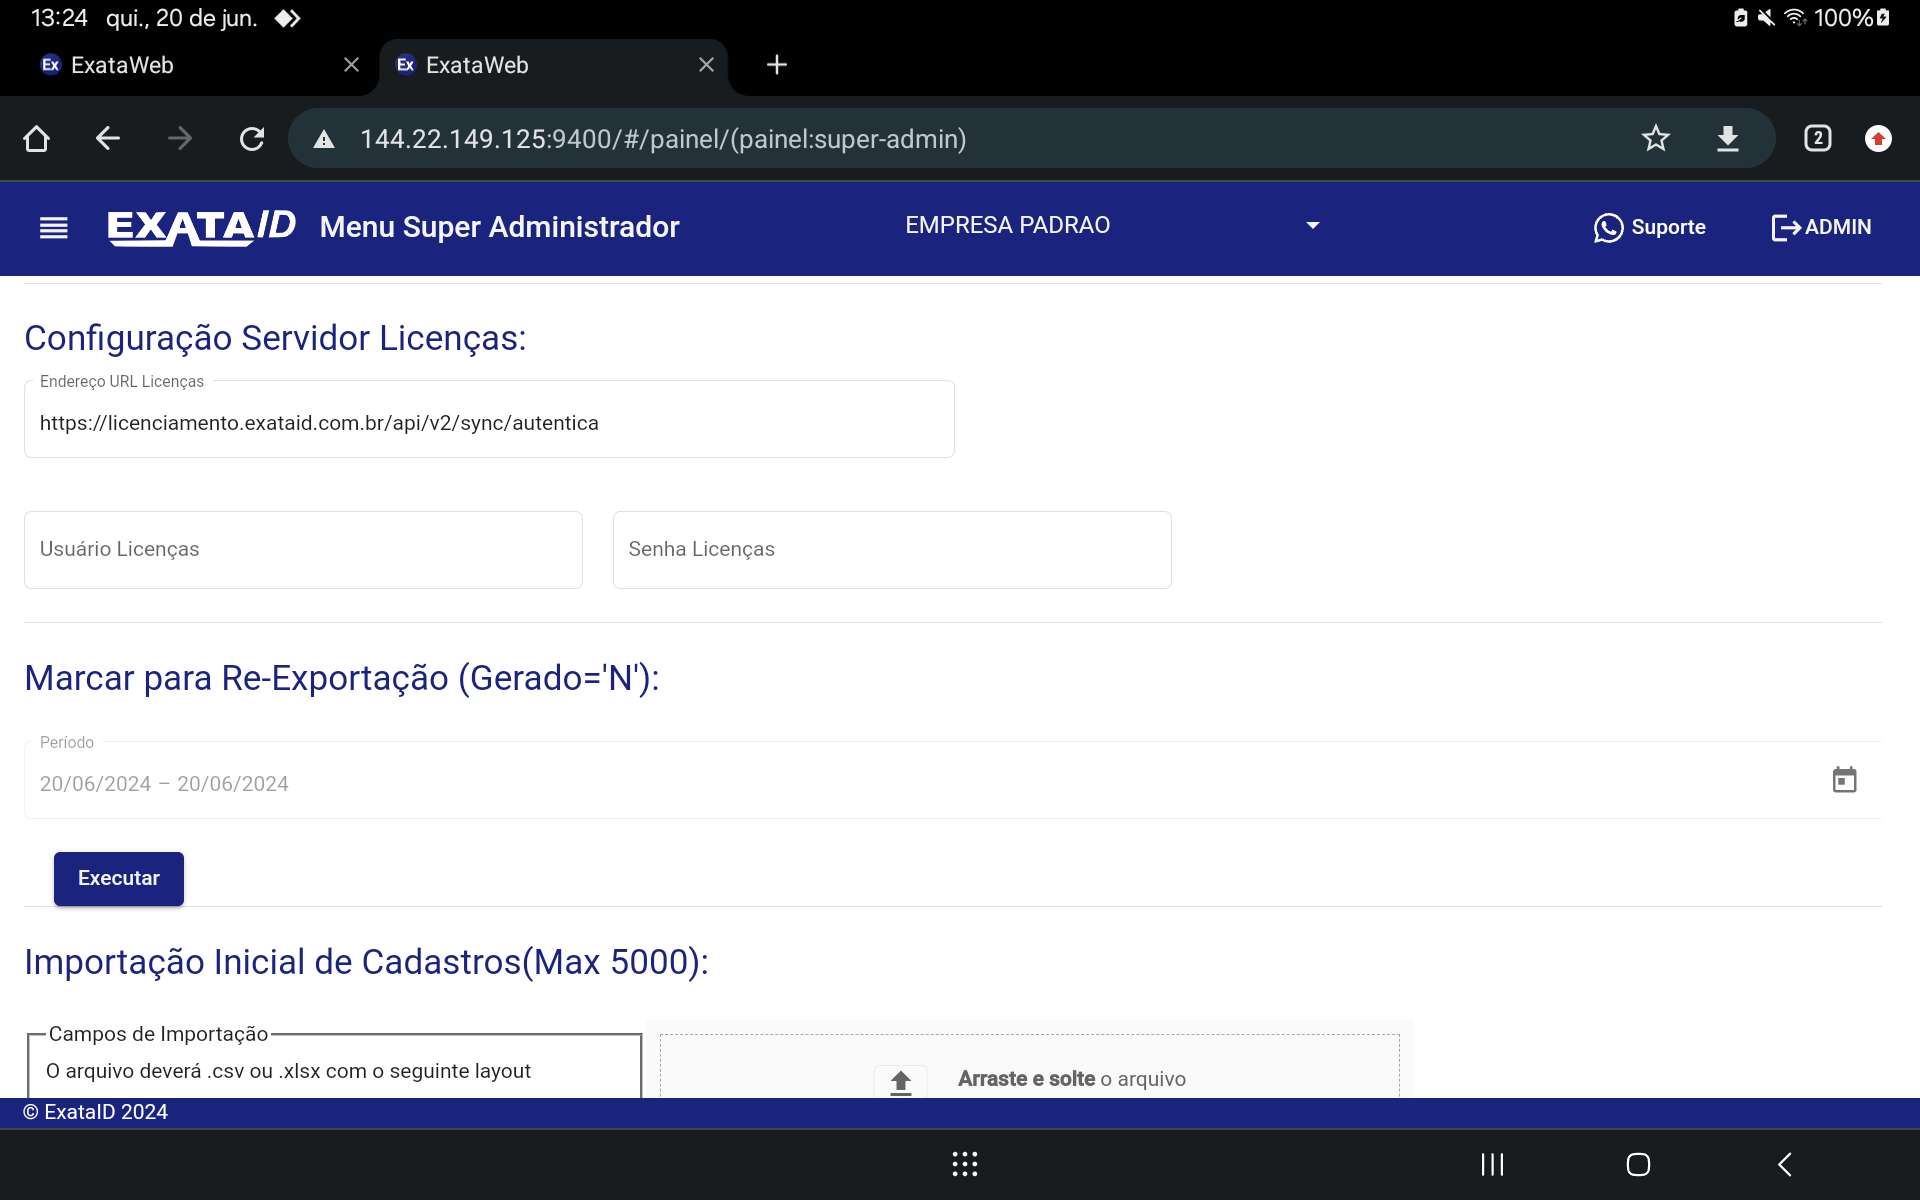 13:24 qui., 20 de jun. 100%
Ex ExataWeb Ex ExataWeb
144.22.149.125:9400/#/painel/(painel:super-admin) 2
EXATAID Menu Super Administrador EMPRESA PADRAO Suporte ADMIN
Configuração Servidor Licenças:
Endereço URL Licenças
https://licenciamento.exataid.com.br/api/v2/sync/autentica
Usuário Licenças Senha Licenças
Marcar para Re-Exportação (Gerado='N'):
Período
20/06/2024 – 20/06/2024
Executar
Importação Inicial de Cadastros(Max 5000):
Campos de Importação
O arquivo deverá .csv ou .xlsx com o seguinte layout
Arraste e solte o arquivo
© ExataID 2024